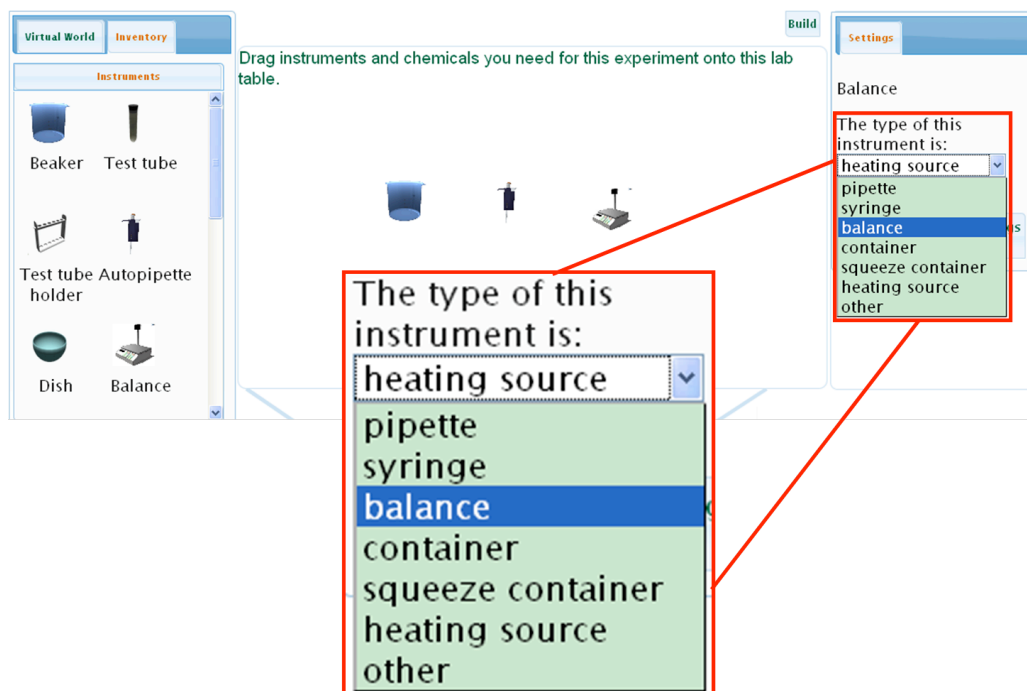 Virtual World
Inventory
Build
Settings
Instruments
Drag instruments and chemicals you need for this experiment onto this lab
table.
Beaker
Test tube
Test tube
holder
Autopipette
Dish
Balance
Balance
The type of this
instrument is:
heating source
pipette
syringe
balance
container
squeeze container
heating source
other
The type of this
instrument is:
heating source
pipette
syringe
balance
container
squeeze container
heating source
other